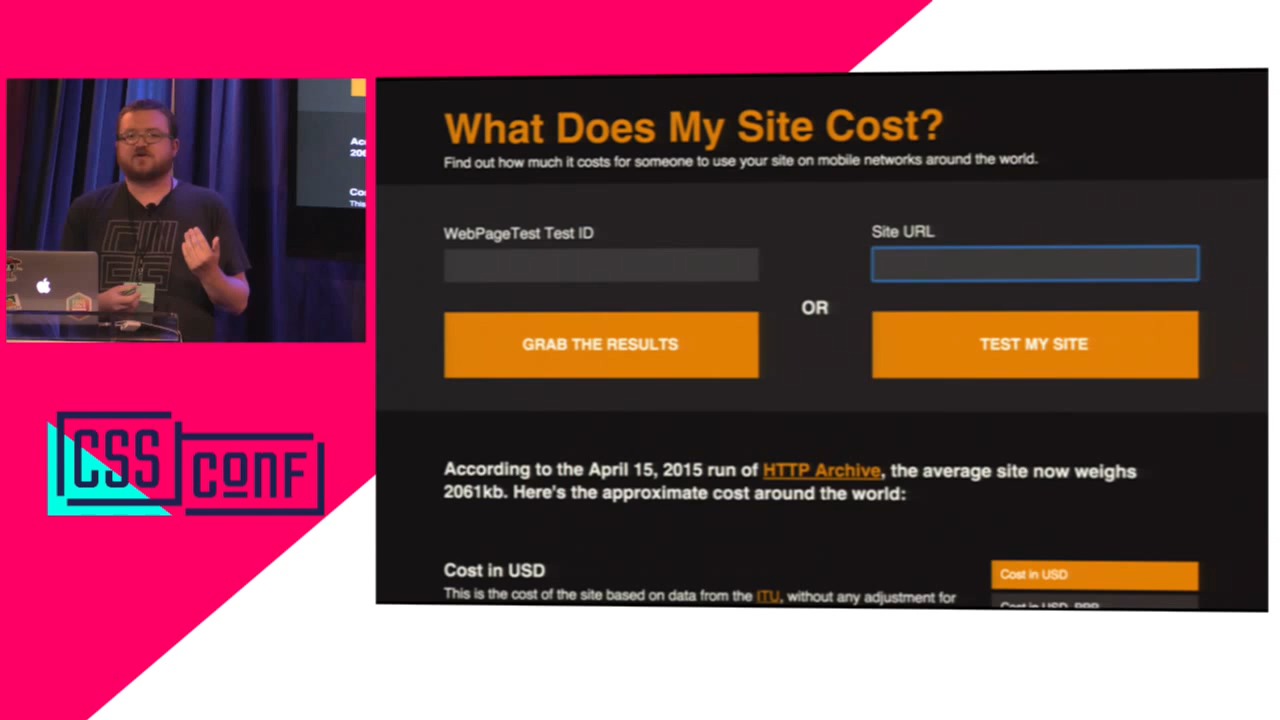 What Does My Site Cost?
Find out how much it costs for someone to use your site on mobile networks around the world.
WebPageTest Test ID
Site URL
OR
GRAB THE RESULTS
TEST MY SITE
According to the April 15, 2015 run of HTTP Archive, the average site now weighs
2061kb. Here's the approximate cost around the world:
Cost in USD
This is the cost of the site based on data from the ITU, without any adjustment for
Cost in USD
Cost in USD, PPP
CSS
CONF